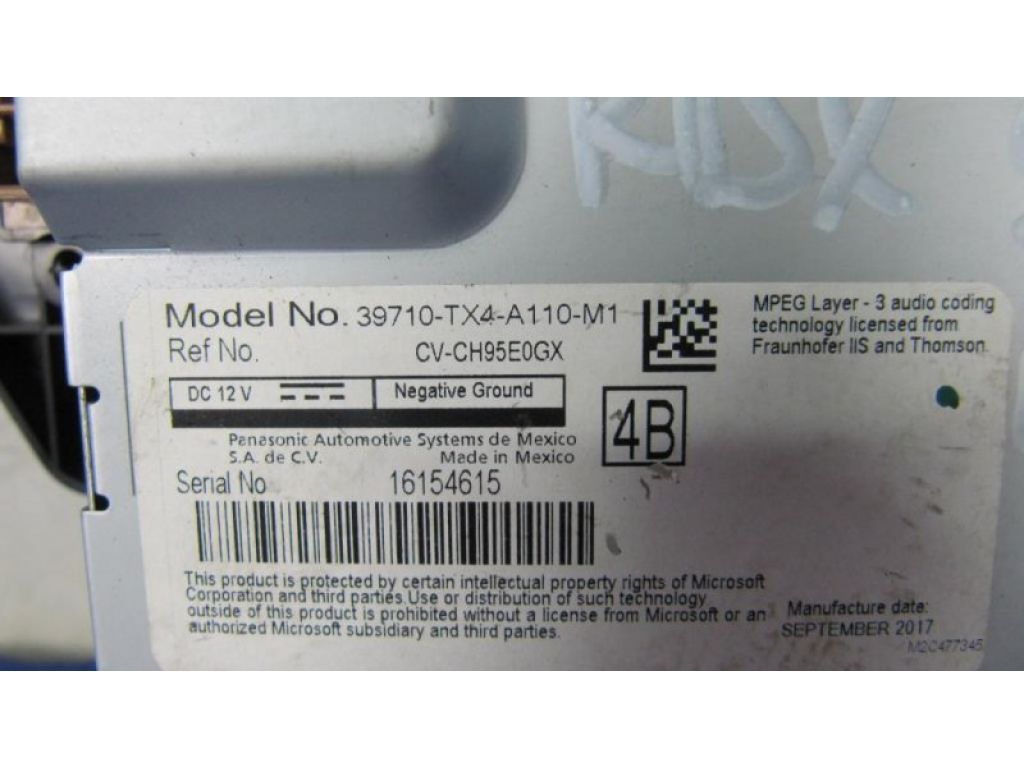 RDX
Model No. 39710-TX4-A110-M1
Ref No. CV-CH95E0GX
DC 12 V Negative Ground
Panasonic Automotive Systems de Mexico
S.A. de C.V. Made in Mexico
4B
Serial No 16154615
MPEG Layer - 3 audio coding
technology licensed from
Fraunhofer IIS and Thomson
This product is protected by certain intellectual property rights of Microsoft
Corporation and third parties.Use or distribution of such technology
outside of this product is prohibited without a license from Microsoft or an
authorized Microsoft subsidiary and third parties.
Manufacture date:
SEPTEMBER 2017
M2C477345